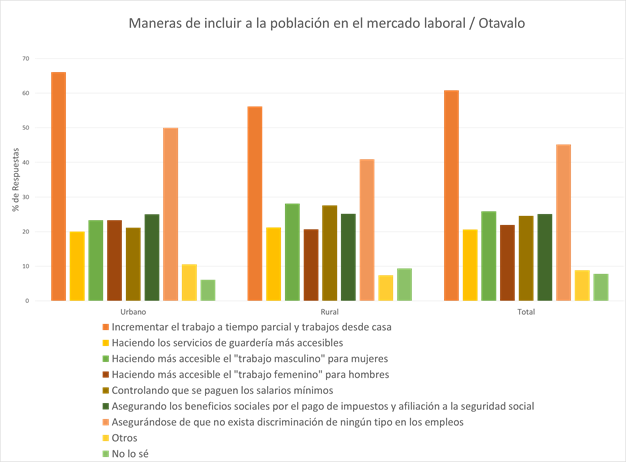 Maneras de incluir a la población en el mercado laboral / Otavalo
% de Respuestas
70
60
50
40
30
20
10
0
Urbano Rural Total
Incrementar el trabajo a tiempo parcial y trabajos desde casa
Haciendo los servicios de guardería más accesibles
Haciendo más accesible el "trabajo masculino" para mujeres
Haciendo más accesible el "trabajo femenino" para hombres
Controlando que se paguen los salarios mínimos
Asegurando los beneficios sociales por el pago de impuestos y afiliación a la seguridad social
Asegurándose de que no exista discriminación de ningún tipo en los empleos
Otros
No lo sé